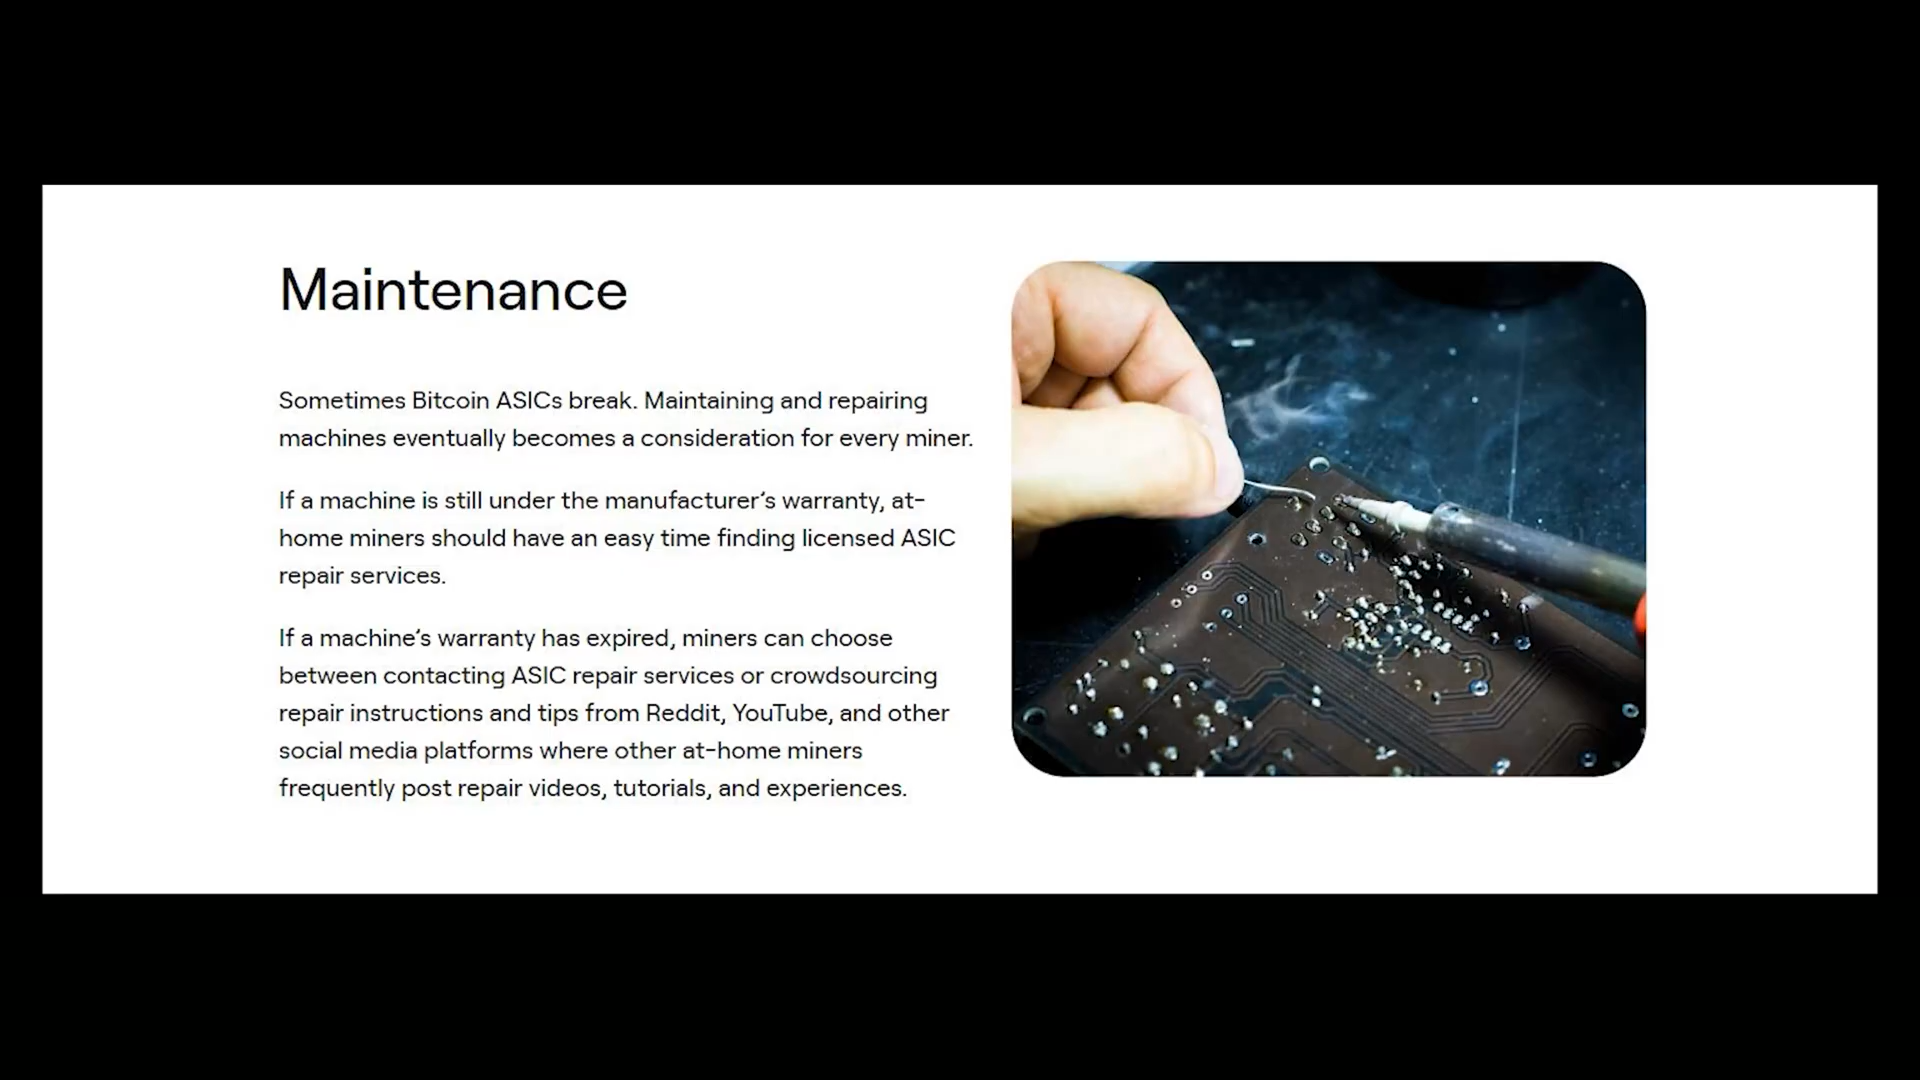 Maintenance
Sometimes Bitcoin ASICs break. Maintaining and repairing
machines eventually becomes a consideration for every miner.
If a machine is still under the manufacturer's warranty, at-
home miners should have an easy time finding licensed ASIC
repair services.
If a machine's warranty has expired, miners can choose
between contacting ASIC repair services or crowdsourcing
repair instructions and tips from Reddit, YouTube, and other
social media platforms where other at-home miners
frequently post repair videos, tutorials, and experiences.